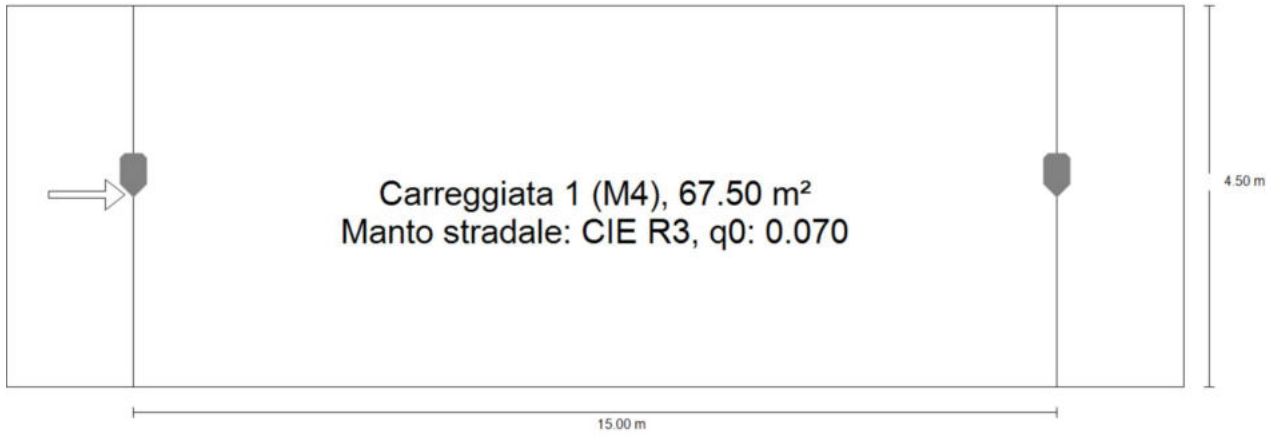 Carreggiata 1 (M4), 67.50 m²
Manto stradale: CIE R3, q0: 0.070
4.50 m
15.00 m